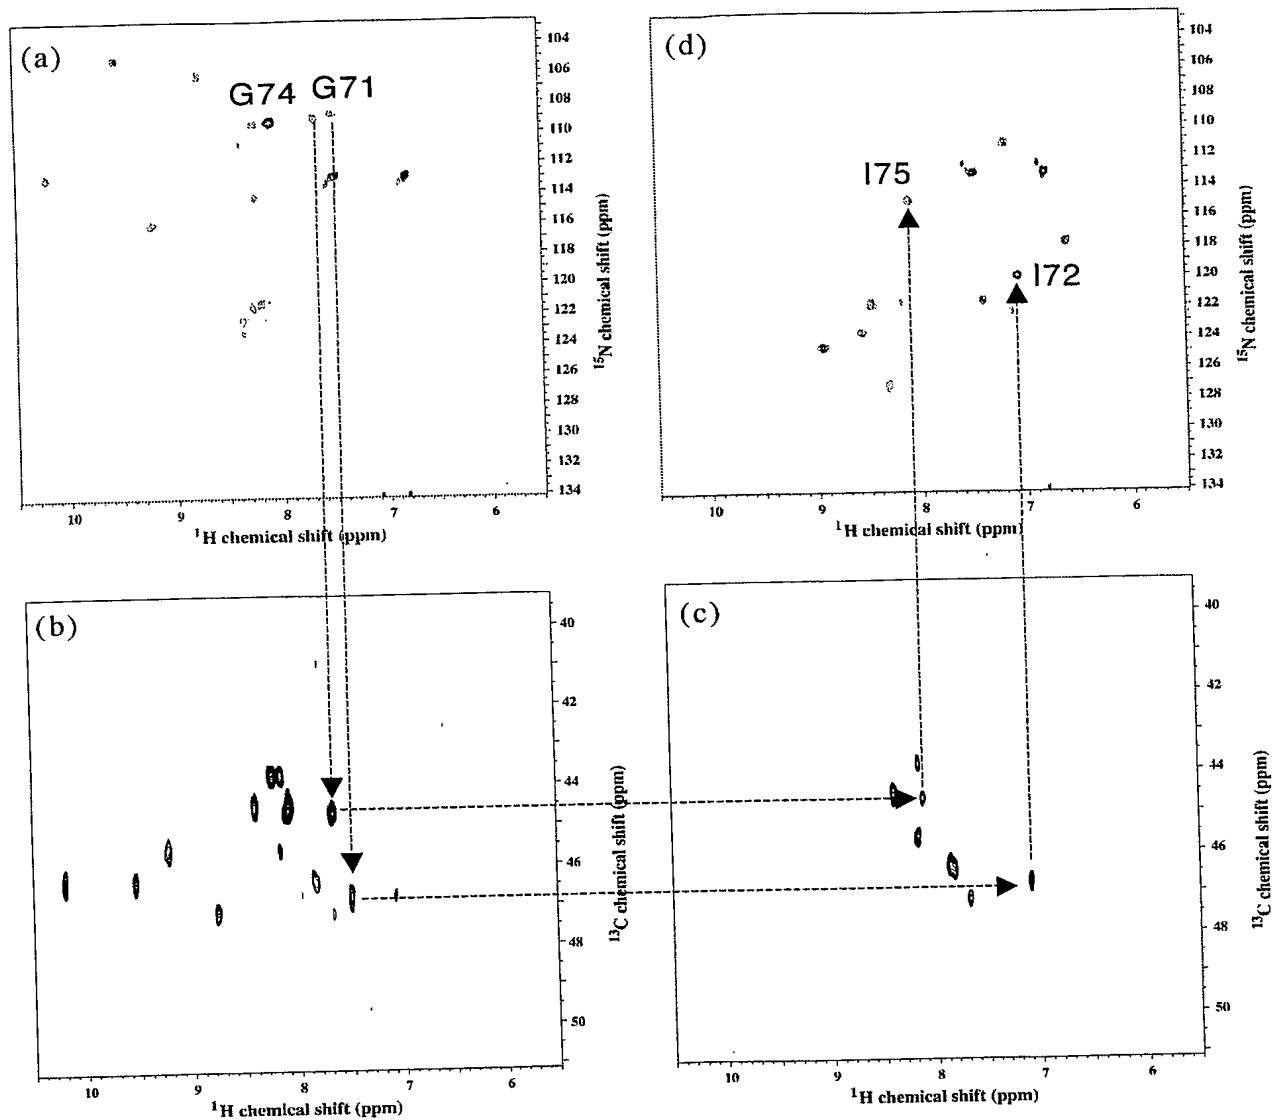 (a)
G74 G71
104
106
108
110
112
114
116
118
120
122
124
126
128
130
132
134
¹⁵N chemical shift (ppm)
10 9 8 7 6
¹H chemical shift (ppm)
(d)
I75
I72
104
106
108
110
112
114
116
118
120
122
124
126
128
130
132
134
¹⁵N chemical shift (ppm)
10 8 7 6
¹H chemical shift (ppm)
(b)
40
42
44
46
48
50
¹³C chemical shift (ppm)
10 9 8 7 6
¹H chemical shift (ppm)
(c)
40
42
44
46
48
50
¹³C chemical shift (ppm)
10 9 8 7 6
¹H chemical shift (ppm)